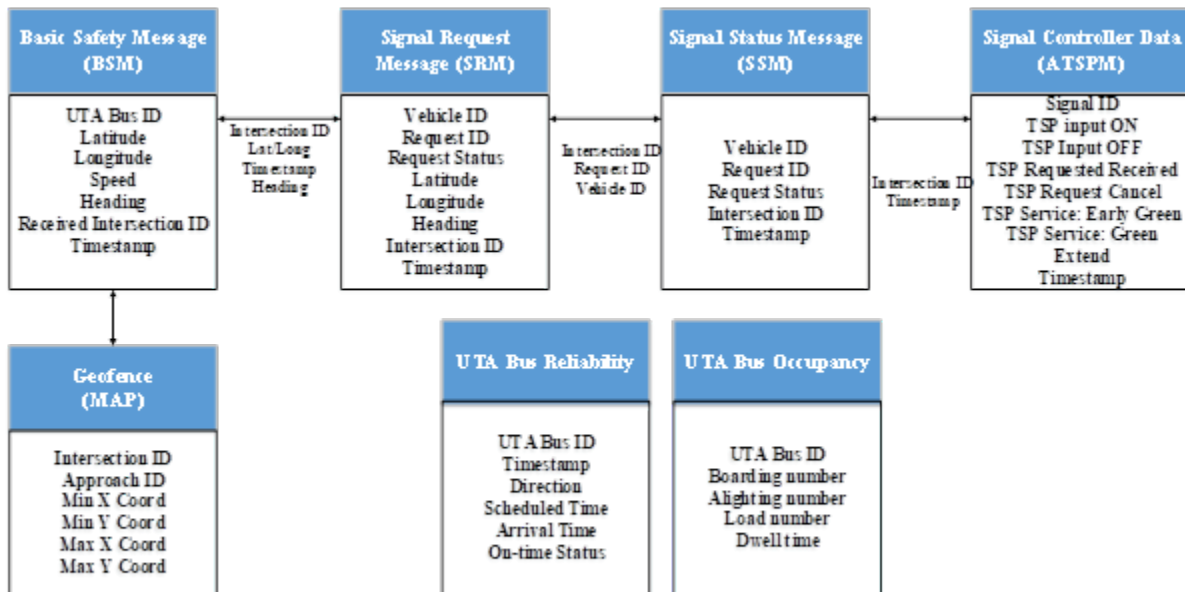 Basic Safety Message
(BSM)
UTA Bus ID
Latitude
Longitude
Speed
Heading
Received Intersection ID
Timestamp
Intersection ID
Lat/Long
Timestamp
Heading
Signal Request
Message (SRM)
Vehicle ID
Request ID
Request Status
Latitude
Longitude
Heading
Intersection ID
Timestamp
Intersection ID
Request ID
Vehicle ID
Signal Status Message
(SSM)
Vehicle ID
Request ID
Request Status
Intersection ID
Timestamp
Intersection ID
Timestamp
Signal Controller Data
(ATSPM)
Signal ID
TSP input ON
TSP Input OFF
TSP Requested Received
TSP Request Cancel
TSP Service: Early Green
TSP Service: Green
Extend
Timestamp
Geofence
(MAP)
Intersection ID
Approach ID
Min X Coord
Min Y Coord
Max X Coord
Max Y Coord
UTA Bus Reliability
UTA Bus ID
Timestamp
Direction
Scheduled Time
Arrival Time
On-time Status
UTA Bus Occupancy
UTA Bus ID
Boarding number
Alighting number
Load number
Dwell time